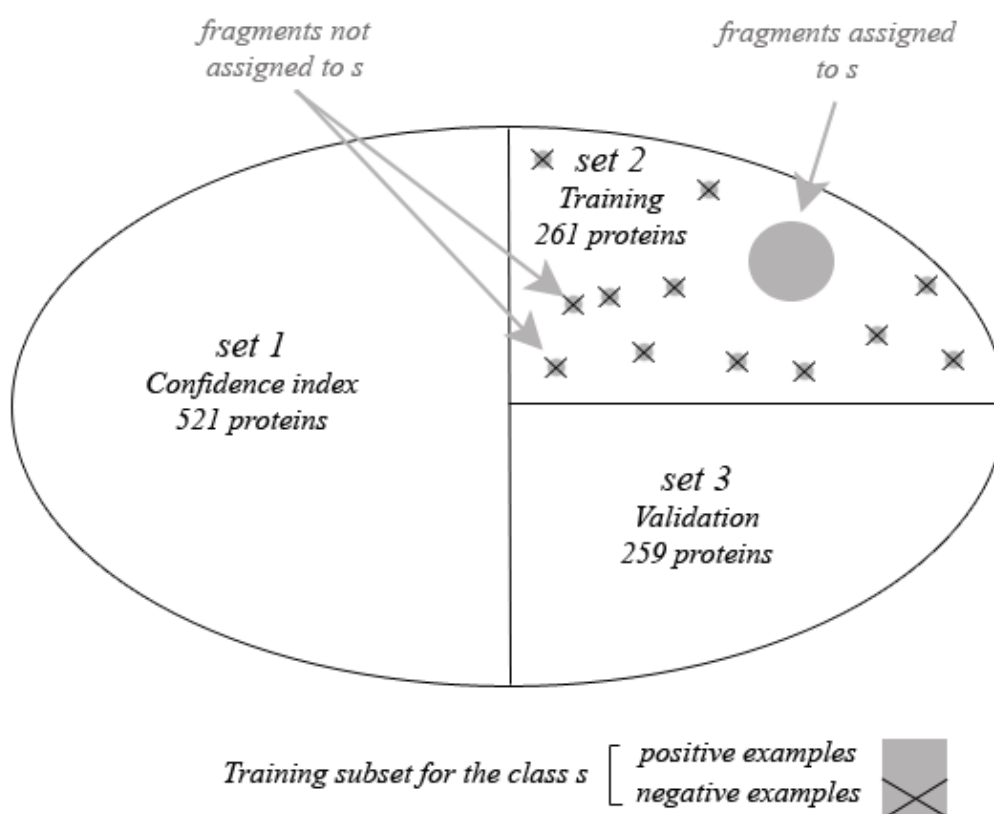 fragments not
assigned to s
fragments assigned
to s
set 2
Training
261 proteins
set 1
Confidence index
521 proteins
set 3
Validation
259 proteins
Training subset for the class s
positive examples
negative examples